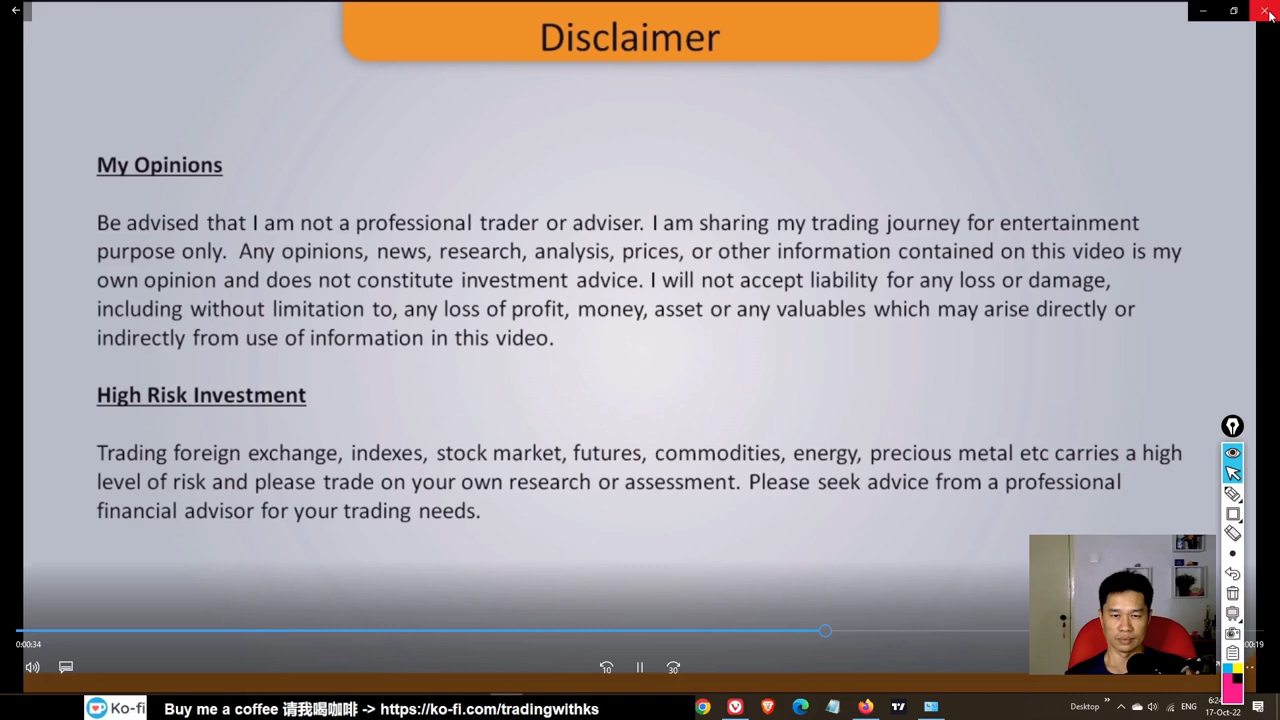 Disclaimer
My Opinions
Be advised that I am not a professional trader or adviser. I am sharing my trading journey for entertainment
purpose only. Any opinions, news, research, analysis, prices, or other information contained on this video is my
own opinion and does not constitute investment advice. I will not accept liability for any loss or damage,
including without limitation to, any loss of profit, money, asset or any valuables which may arise directly or
indirectly from use of information in this video.
High Risk Investment
Trading foreign exchange, indexes, stock market, futures, commodities, energy, precious metal etc carries a high
level of risk and please trade on your own research or assessment. Please seek advice from a professional
financial advisor for your trading needs.
0:00:34
:00:19
10
30
Ko-fi
Buy me a coffee 请我喝咖啡 -> https://ko-fi.com/tradingwithks
Desktop
ENG
6:24
17-Oct-22